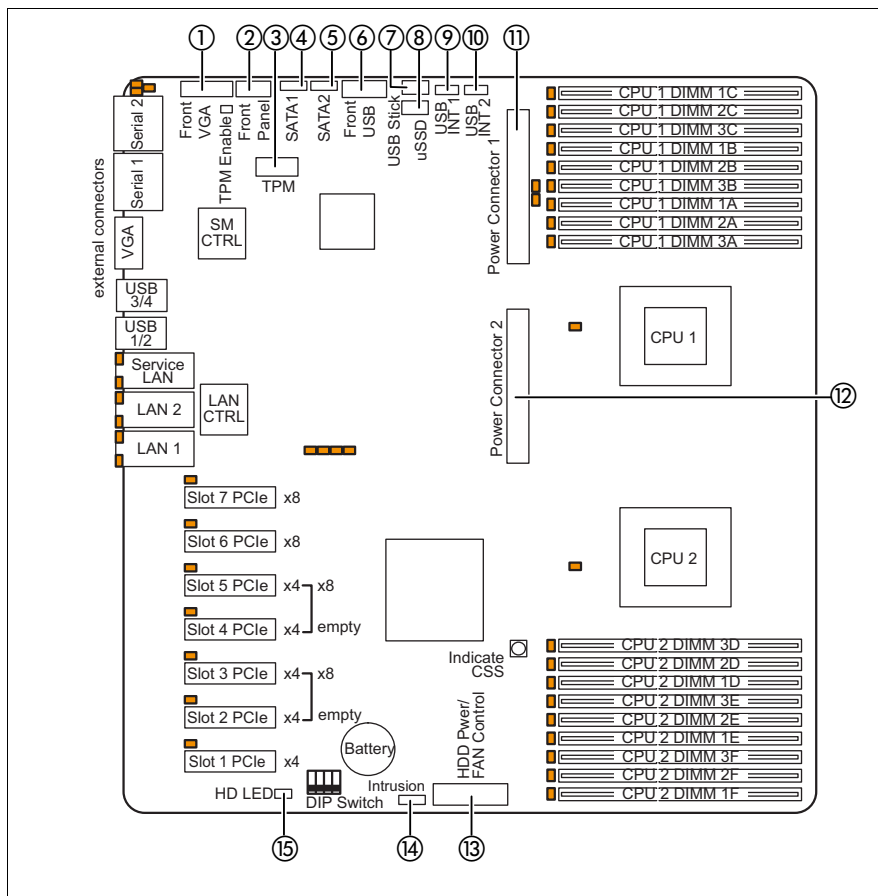 ① ② ③ ④ ⑤ ⑥ ⑦ ⑧ ⑨ ⑩ ⑪
external connectors
Serial 2
Serial 1
VGA
USB
3/4
USB
1/2
Service
LAN
LAN 2
LAN 1
Front
VGA
TPM Enable
Front
Panel
SATA1
SATA2
Front
USB
USB Stick
uSSD
USB
INT 1
USB
INT 2
TPM
SM
CTRL
LAN
CTRL
Power Connector 1
Power Connector 2
CPU 1 DIMM 1C
CPU 1 DIMM 2C
CPU 1 DIMM 3C
CPU 1 DIMM 1B
CPU 1 DIMM 2B
CPU 1 DIMM 3B
CPU 1 DIMM 1A
CPU 1 DIMM 2A
CPU 1 DIMM 3A
CPU 1
⑫
Slot 7 PCIe x8
Slot 6 PCIe x8
Slot 5 PCIe x4 x8
Slot 4 PCIe x4 empty
Slot 3 PCIe x4 x8
Slot 2 PCIe x4 empty
Slot 1 PCIe x4
CPU 2
Indicate
CSS
CPU 2 DIMM 3D
CPU 2 DIMM 2D
CPU 2 DIMM 1D
CPU 2 DIMM 3E
CPU 2 DIMM 2E
CPU 2 DIMM 1E
CPU 2 DIMM 3F
CPU 2 DIMM 2F
CPU 2 DIMM 1F
Battery
HDD Pwer/
FAN Control
HD LED
DIP Switch
Intrusion
⑮ ⑭ ⑬